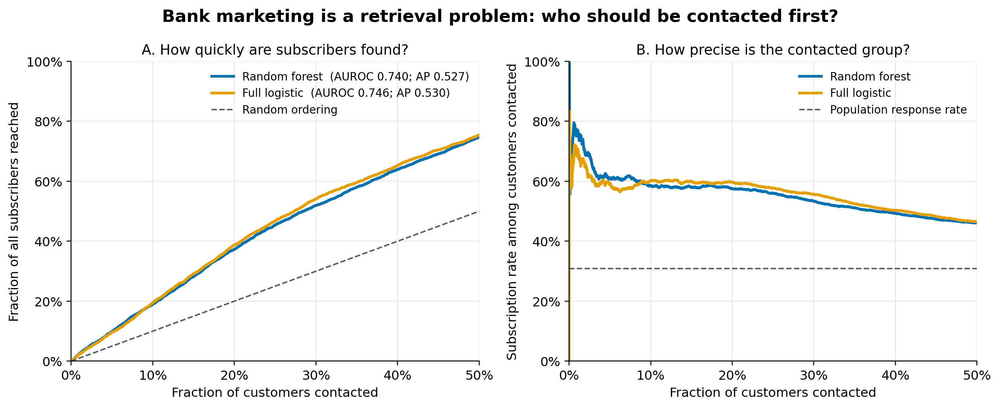 Bank marketing is a retrieval problem: who should be contacted first?
A. How quickly are subscribers found?
Fraction of all subscribers reached
100%
80%
60%
40%
20%
0%
Random forest (AUROC 0.740; AP 0.527)
Full logistic (AUROC 0.746; AP 0.530)
Random ordering
0%
10%
20%
30%
40%
50%
Fraction of customers contacted
B. How precise is the contacted group?
Subscription rate among customers contacted
100%
80%
60%
40%
20%
0%
Random forest
Full logistic
Population response rate
0%
10%
20%
30%
40%
50%
Fraction of customers contacted